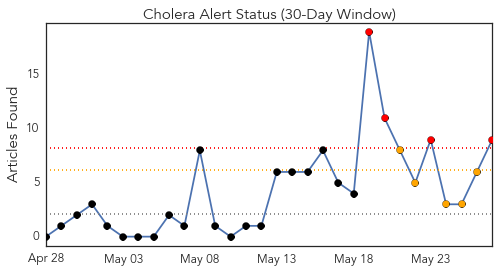 Cholera Alert Status (30-Day Window)
Articles Found
15
10
5
0
Apr 28 May 03 May 08 May 13 May 18 May 23